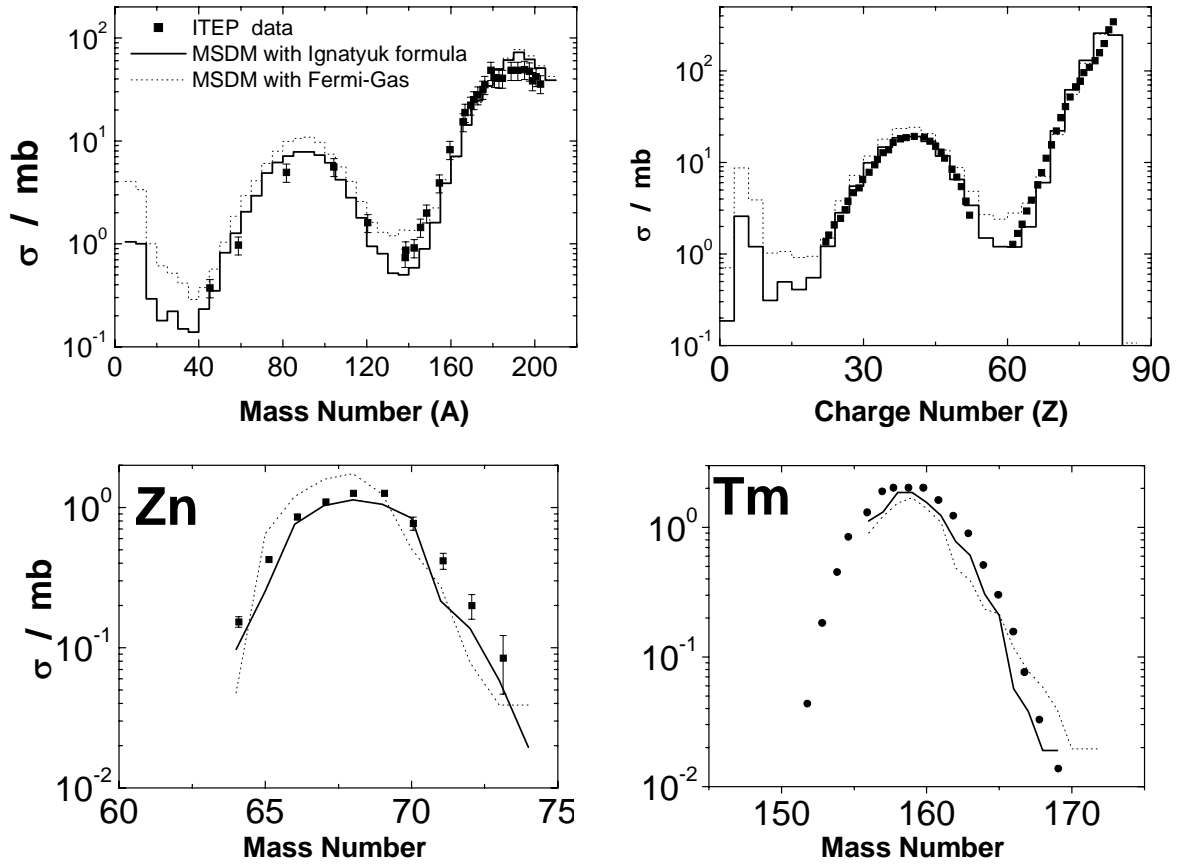 ITEP data
MSDM with Ignatyuk formula
MSDM with Fermi-Gas
10²
10¹
10⁰
10⁻¹
0 40 80 120 160 200
σ / mb
Mass Number (A)
10²
10¹
10⁰
10⁻¹
0 30 60 90
σ / mb
Charge Number (Z)
Zn
10⁰
10⁻¹
10⁻²
60 65 70 75
σ / mb
Mass Number
Tm
10⁰
10⁻¹
10⁻²
150 160 170
Mass Number